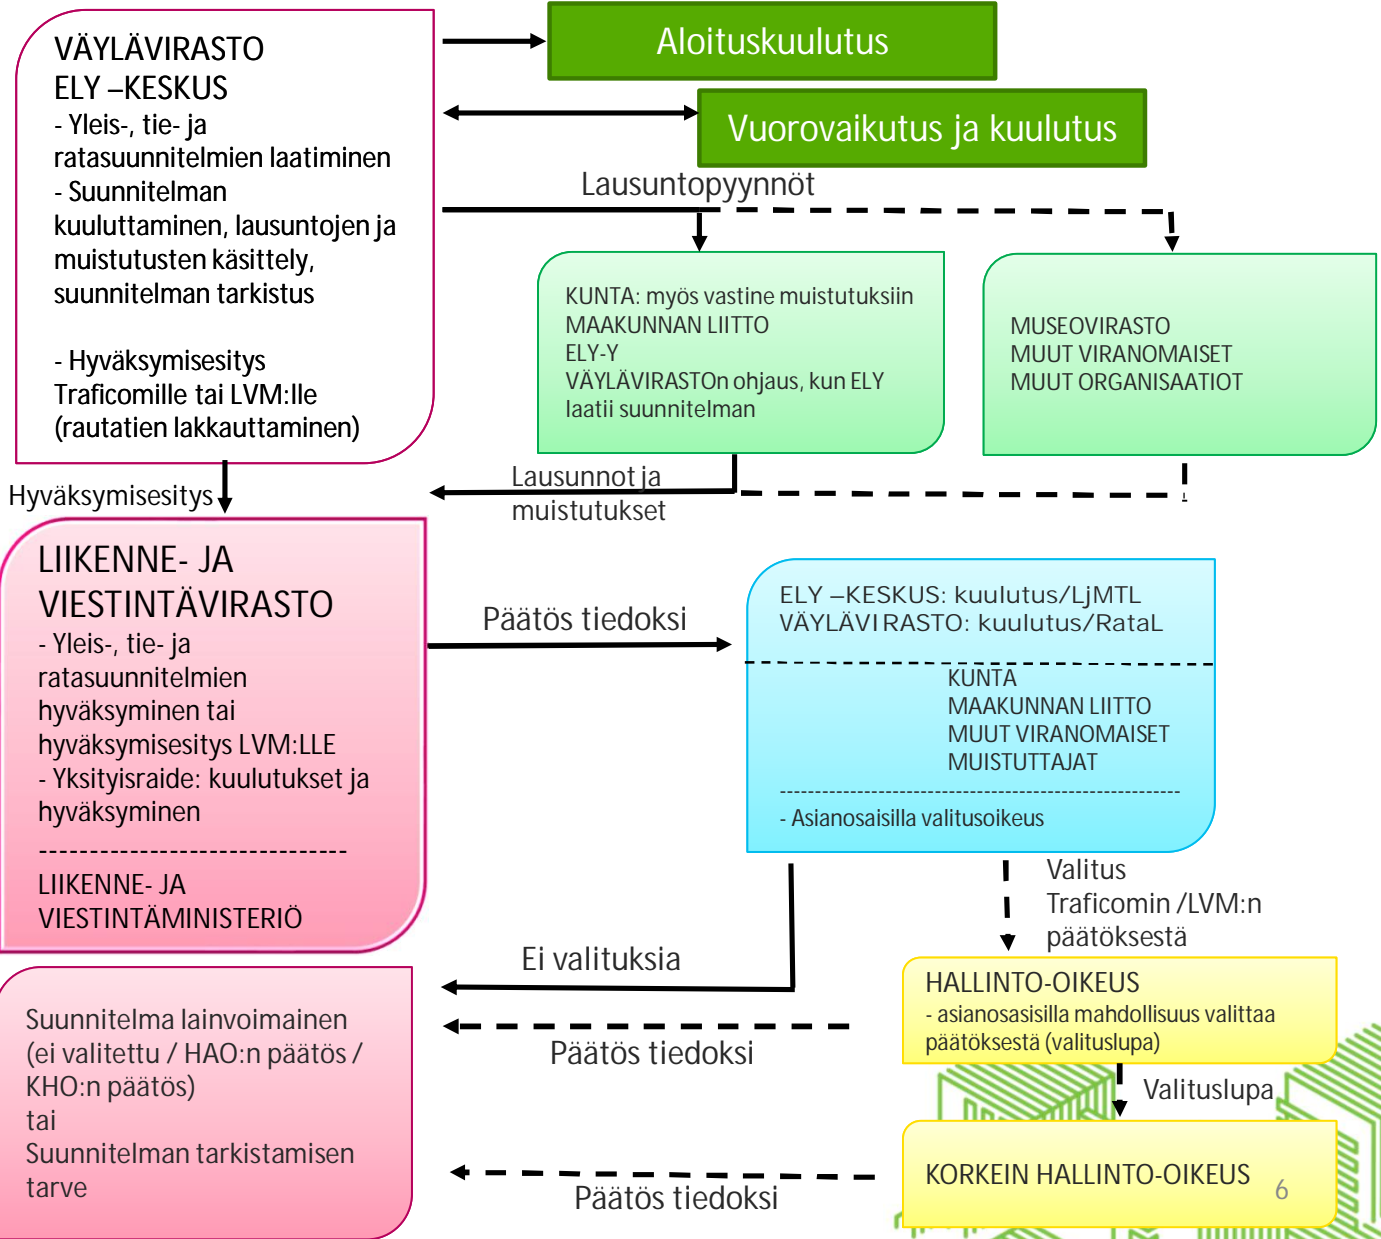 VÄYLÄVIRASTO
ELY –KESKUS
- Yleis-, tie- ja
ratasuunnitelmien laatiminen
- Suunnitelman
kuuluttaminen, lausuntojen ja
muistutusten käsittely,
suunnitelman tarkistus
- Hyväksymisesitys
Traficomille tai LVM:lle
(rautatien lakkauttaminen)
Aloituskuulutus
Vuorovaikutus ja kuulutus
Lausuntopyynnöt
KUNTA: myös vastine muistutuksiin
MAAKUNNAN LIITTO
ELY-Y
VÄYLÄVIRASTOn ohjaus, kun ELY
laatii suunnitelman
MUSEOVIRASTO
MUUT VIRANOMAISET
MUUT ORGANISAATIOT
Lausunnot ja
muistutukset
Hyväksymisesitys
LIIKENNE- JA
VIESTINTÄVIRASTO
- Yleis-, tie- ja
ratasuunnitelmien
hyväksyminen tai
hyväksymisesitys LVM:LLE
- Yksityisraide: kuulutukset ja
hyväksyminen
------------------------------
LIIKENNE- JA
VIESTINTÄMINISTERIÖ
Päätös tiedoksi
ELY –KESKUS: kuulutus/LjMTL
VÄYLÄVIRASTO: kuulutus/RataL
KUNTA
MAAKUNNAN LIITTO
MUUT VIRANOMAISET
MUISTUTTAJAT
------------------------------------------------------------
- Asianosaisilla valitusoikeus
Valitus
Traficomin /LVM:n
päätöksestä
Ei valituksia
HALLINTO-OIKEUS
- asianosasisilla mahdollisuus valittaa
päätöksestä (valituslupa)
Päätös tiedoksi
Valituslupa
Suunnitelma lainvoimainen
(ei valitettu / HAO:n päätös /
KHO:n päätös)
tai
Suunnitelman tarkistamisen
tarve
KORKEIN HALLINTO-OIKEUS
Päätös tiedoksi
6